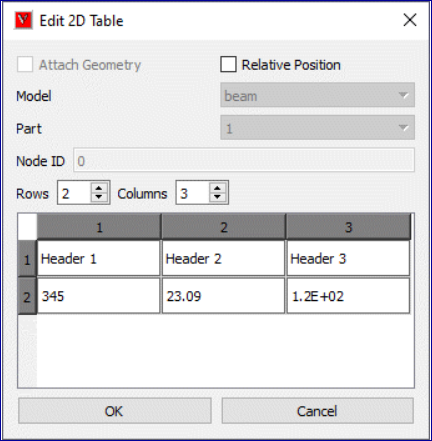 V Edit 2D Table
Attach Geometry Relative Position
Model beam
Part 1
Node ID 0
Rows 2 Columns 3
1 2 3
1 Header 1 Header 2 Header 3
2 345 23.09 1.2E+02
OK Cancel